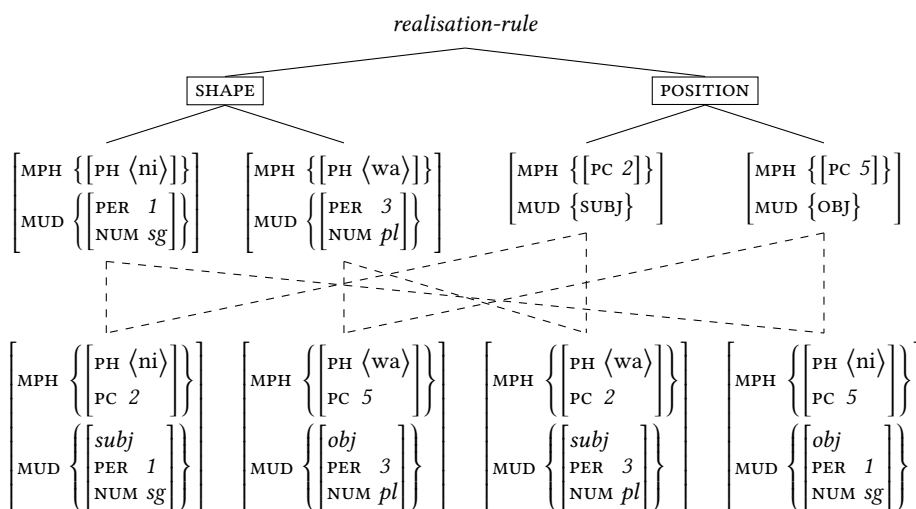 realisation-rule
SHAPE POSITION
MPH {[PH ⟨ni⟩]} MPH {[PH ⟨wa⟩]} MPH {[PC 2]} MPH {[PC 5]}
MUD {[PER 1 NUM sg]} MUD {[PER 3 NUM pl]} MUD {SUBJ} MUD {OBJ}
MPH {[PH ⟨ni⟩ PC 2]} MPH {[PH ⟨wa⟩ PC 5]} MPH {[PH ⟨wa⟩ PC 2]} MPH {[PH ⟨ni⟩ PC 5]}
MUD {[subj PER 1 NUM sg]} MUD {[obj PER 3 NUM pl]} MUD {[subj PER 3 NUM pl]} MUD {[obj PER 1 NUM sg]}